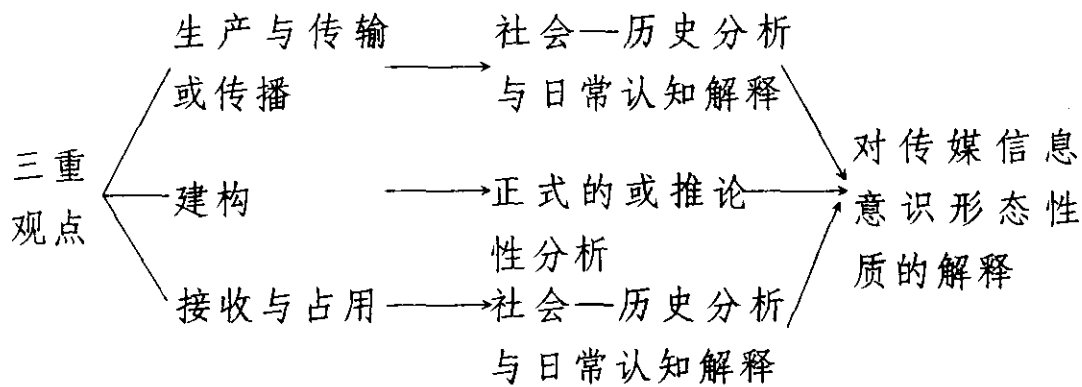 三重
观点
生产与传输
或传播
社会—历史分析
与日常认知解释
建构
正式的或推论
性分析
接收与占用
社会—历史分析
与日常认知解释
对传媒信息
意识形态性
质的解释